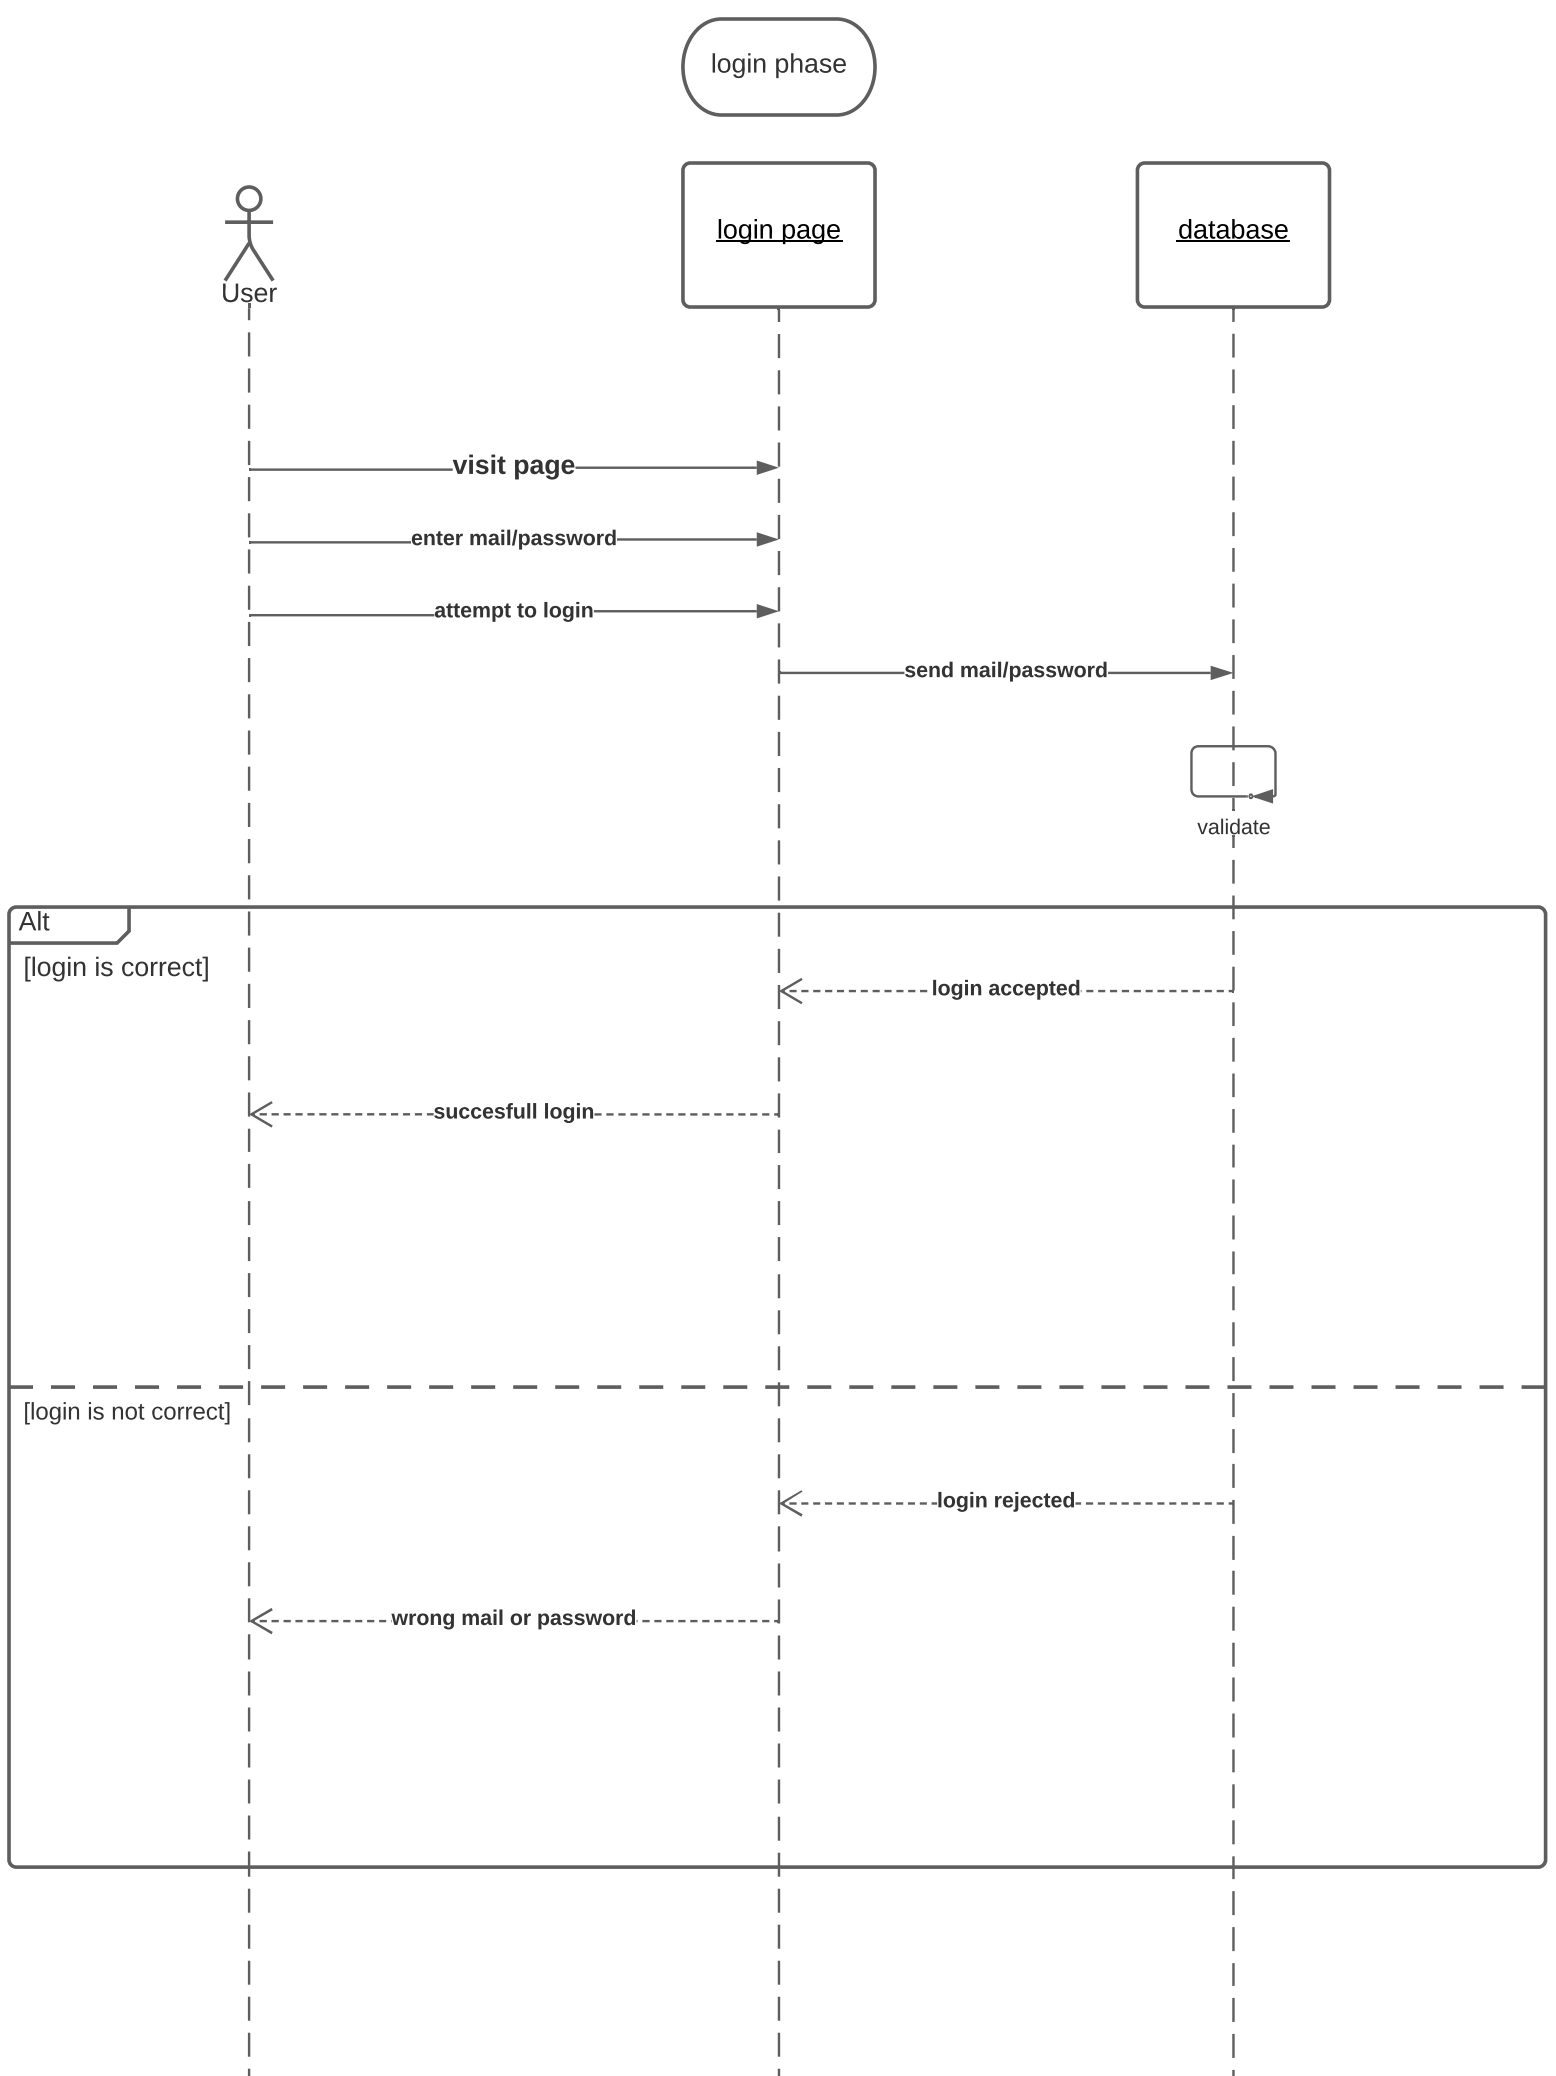 login phase
User
login page
database
visit page
enter mail/password
attempt to login
send mail/password
validate
Alt
[login is correct]
login accepted
succesfull login
[login is not correct]
login rejected
wrong mail or password